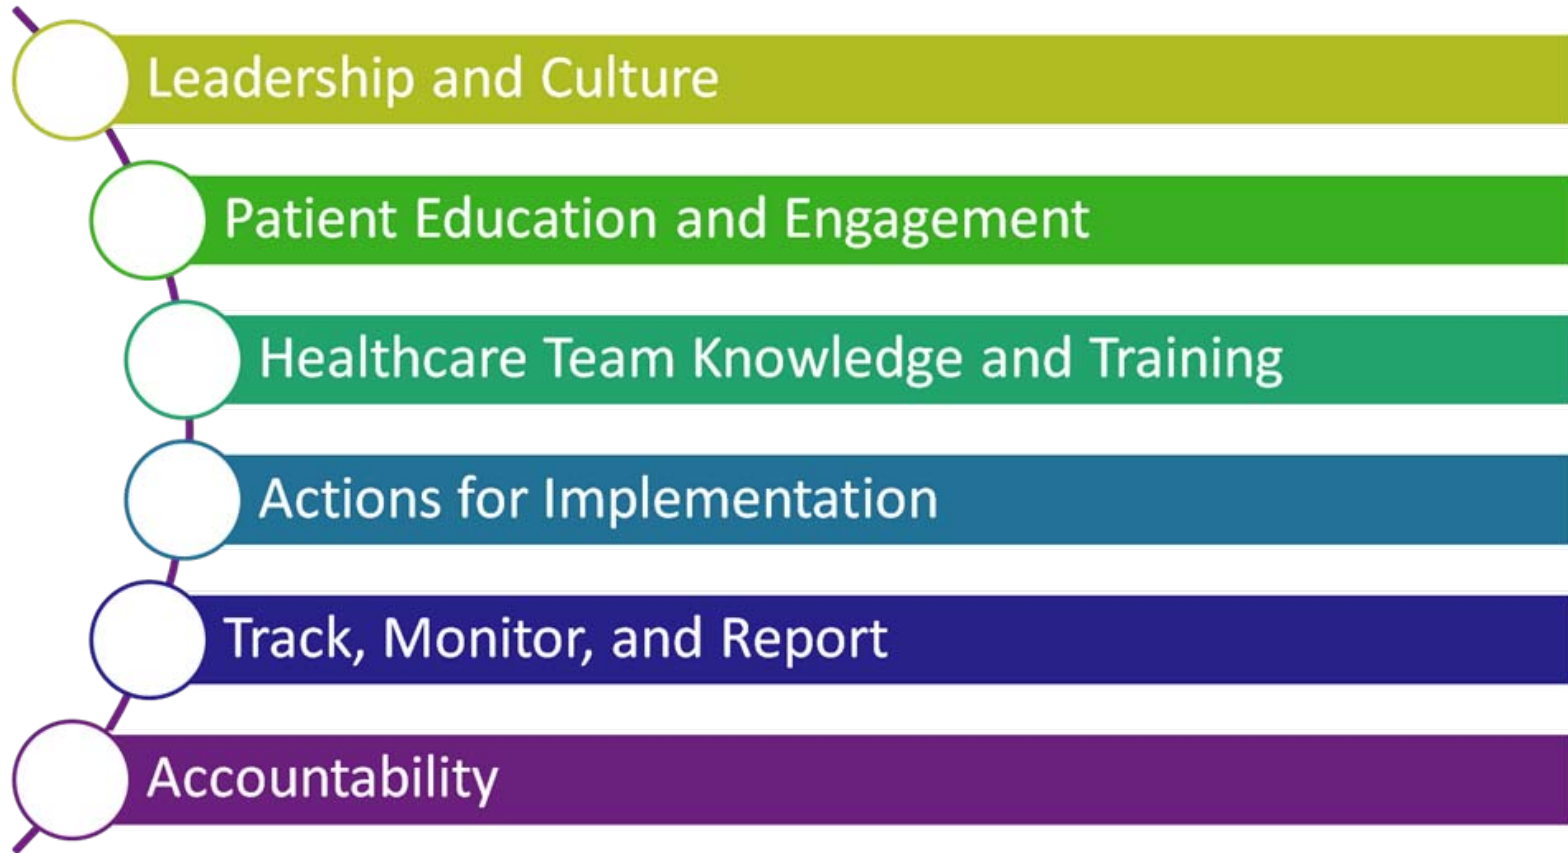 Leadership and Culture
Patient Education and Engagement
Healthcare Team Knowledge and Training
Actions for Implementation
Track, Monitor, and Report
Accountability